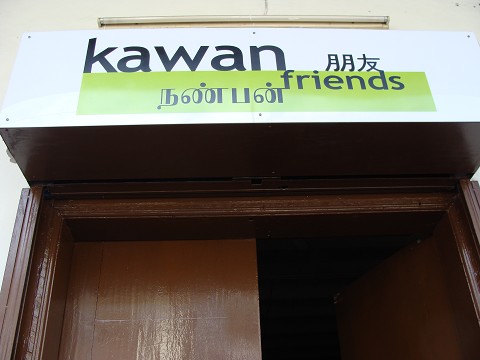 kawan 朋友
friends
நண்பன்